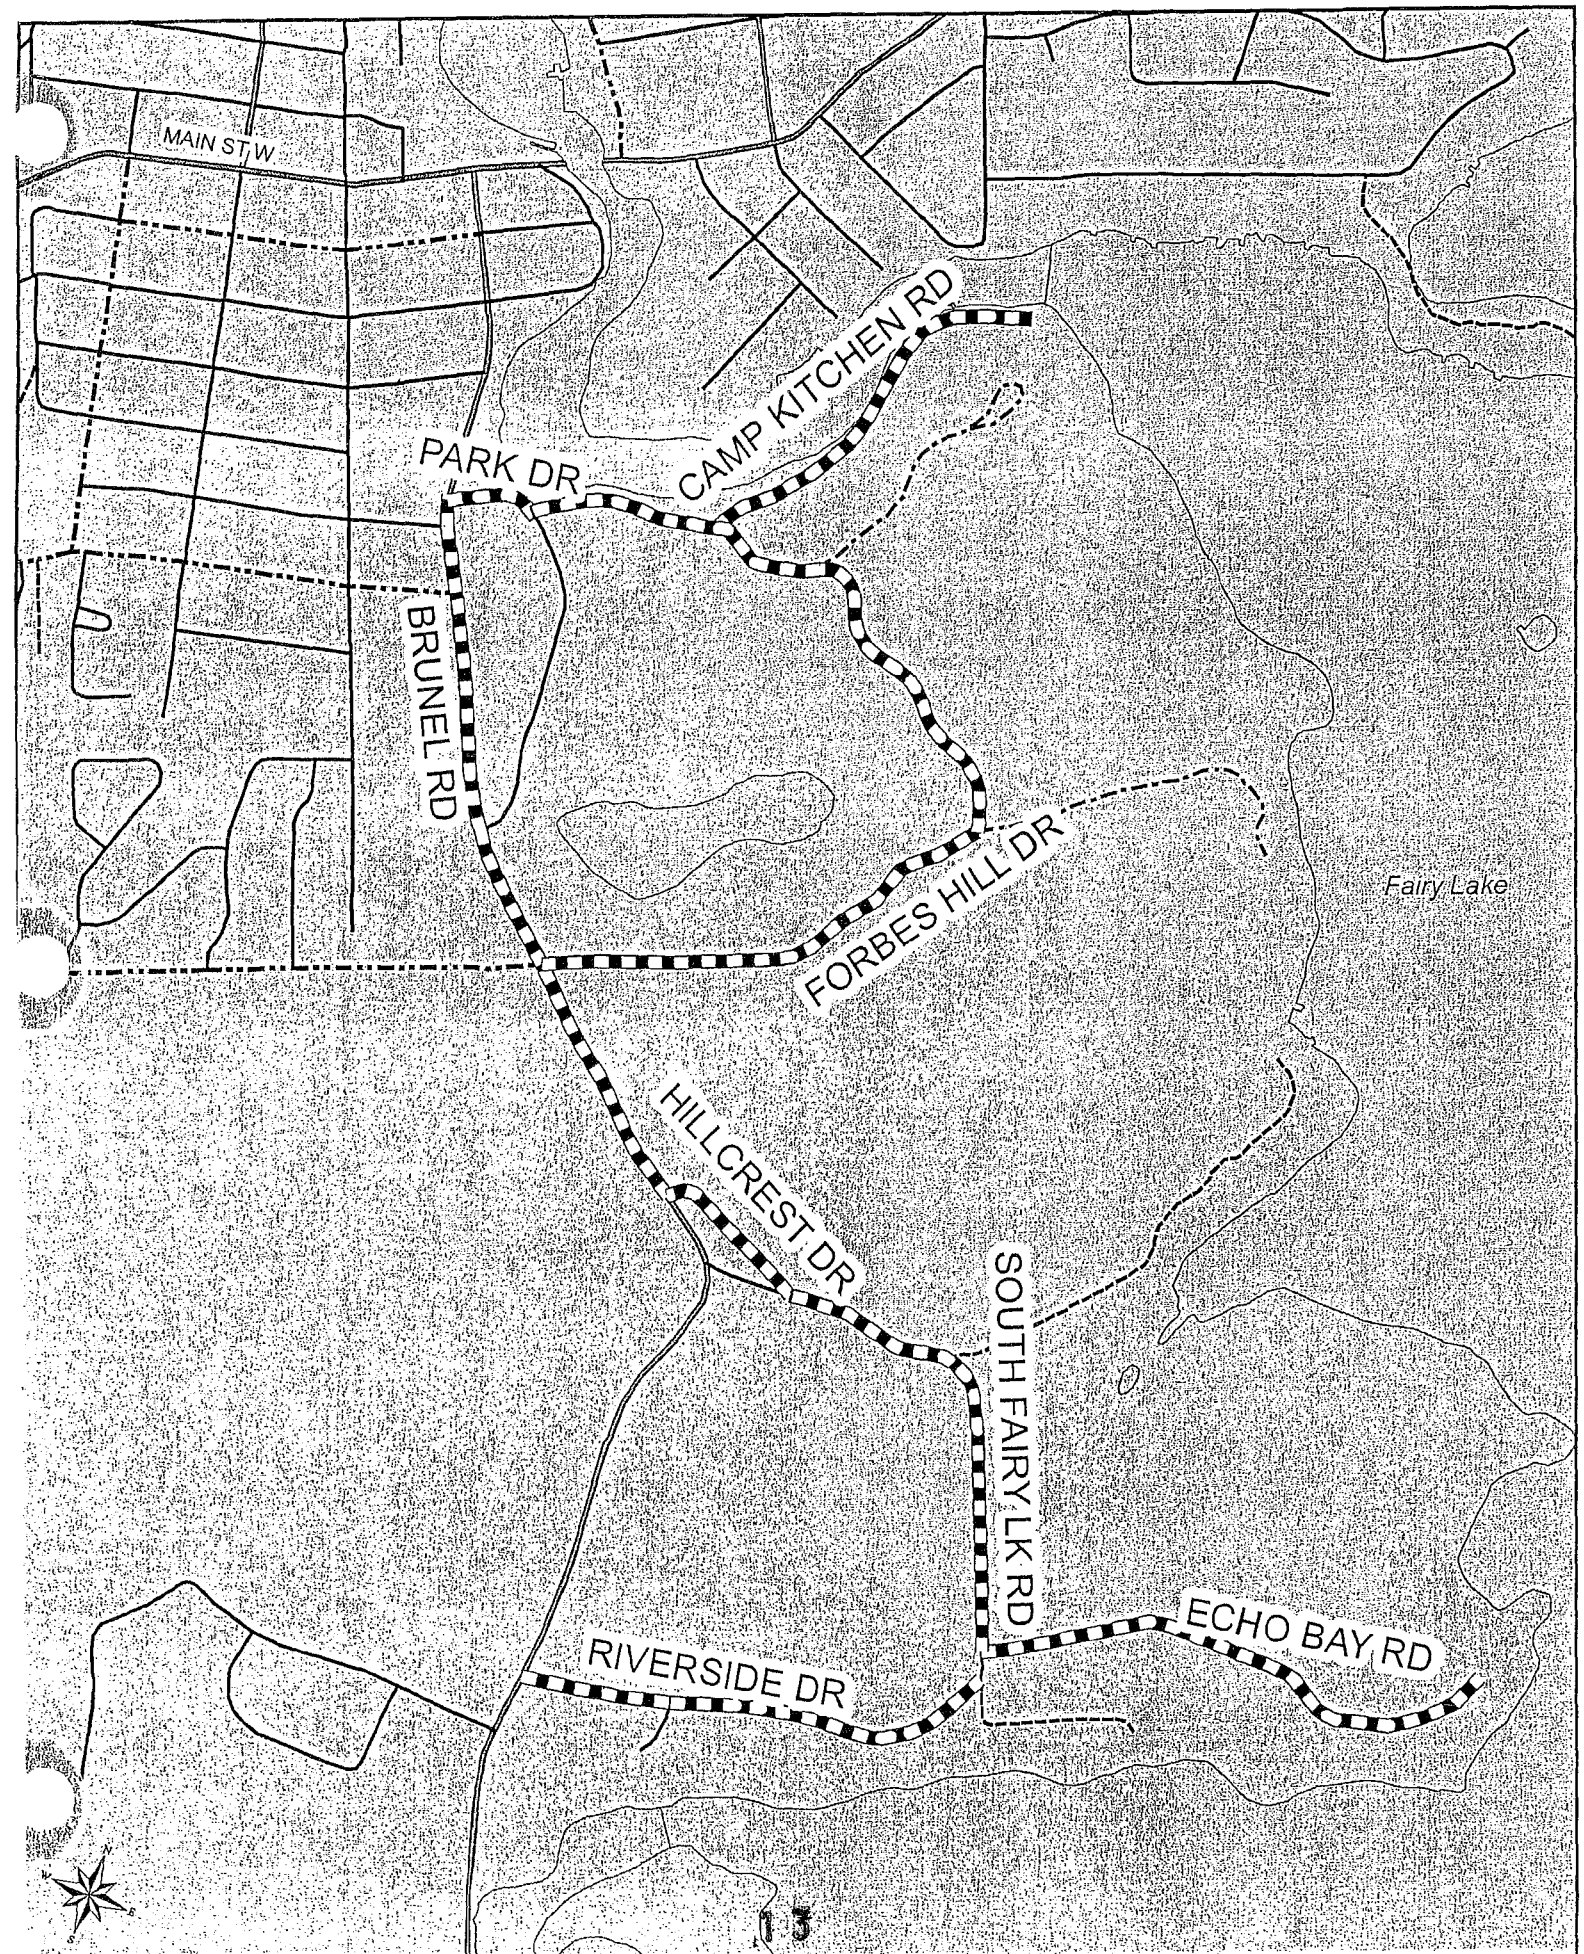 MAIN ST W
CAMP KITCHEN RD
PARK DR
BRUNEL RD
Fairy Lake
FORBES HILL DR
HILLCREST DR
SOUTH FAIRY LK RD
ECHO BAY RD
RIVERSIDE DR
N
W
E
S
13